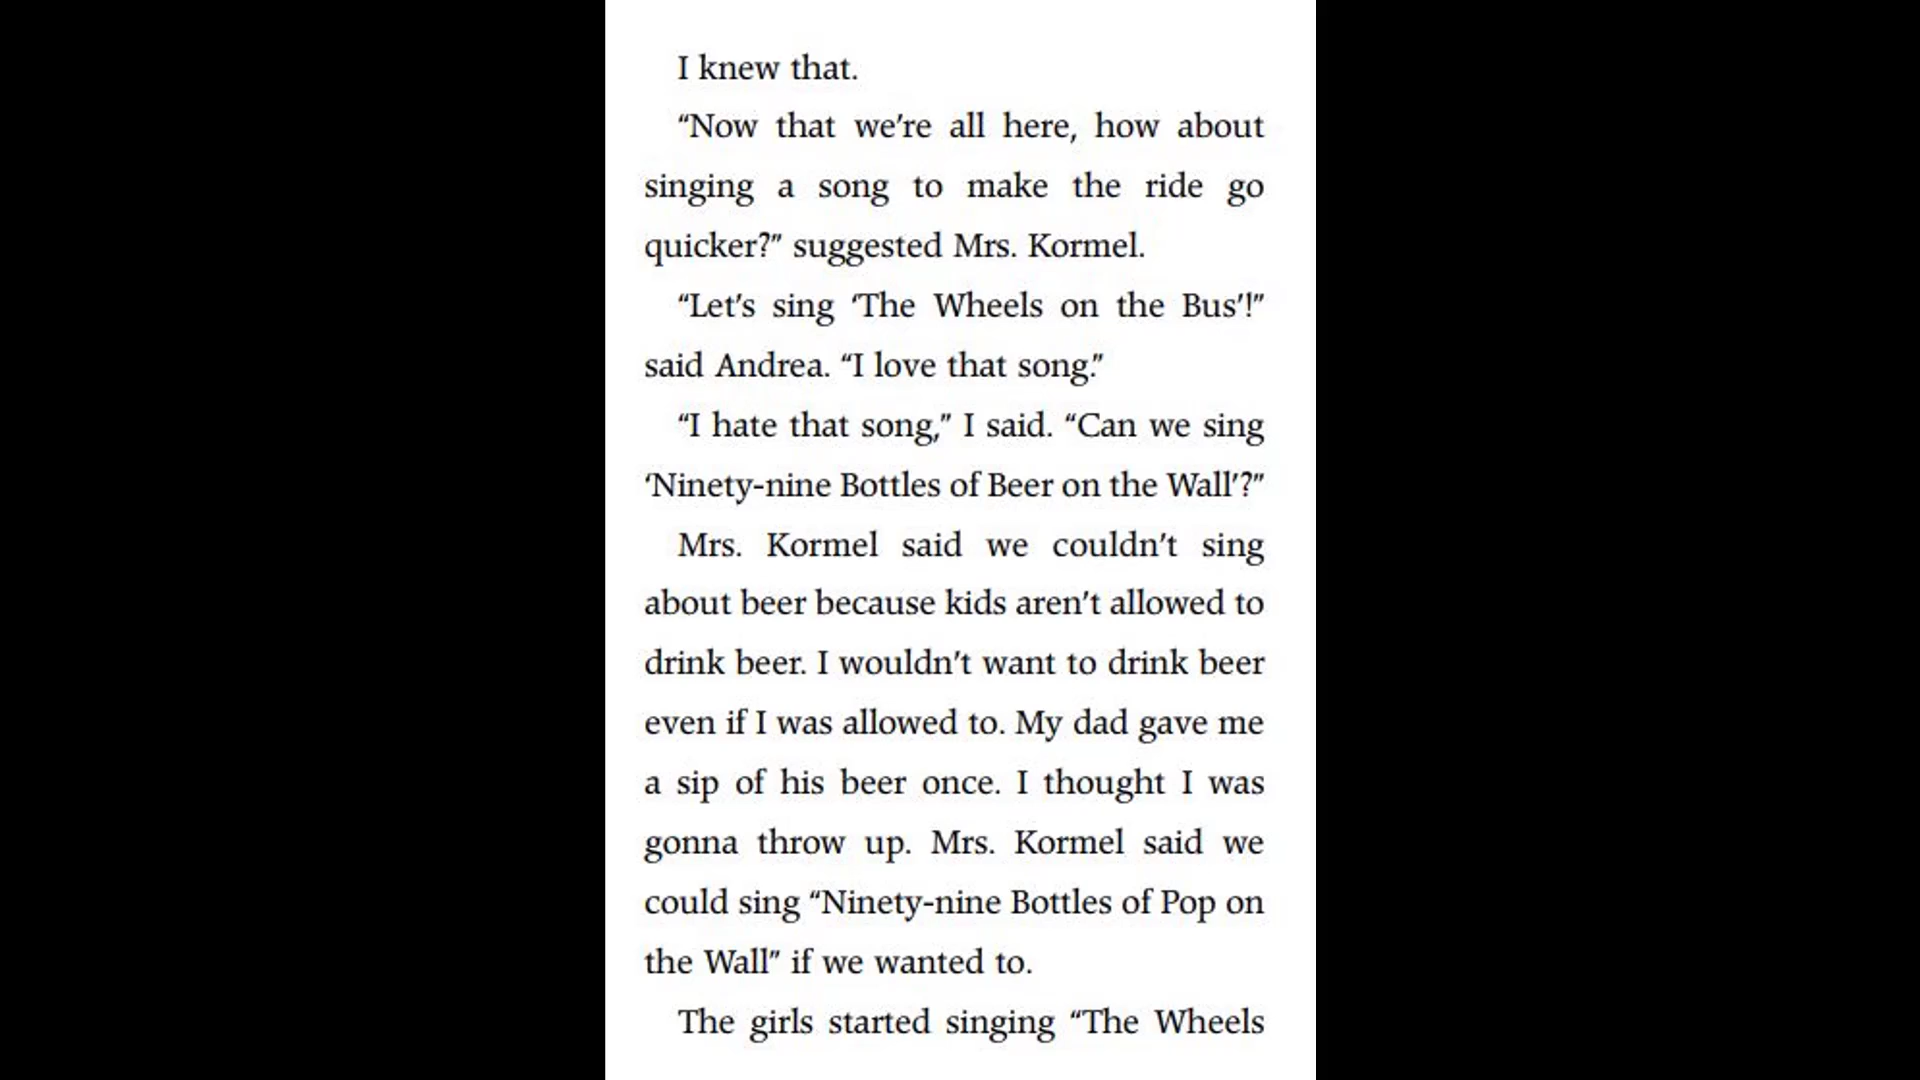 I knew that.
“Now that we’re all here, how about
singing a song to make the ride go
quicker?” suggested Mrs. Kormel.
“Let’s sing ‘The Wheels on the Bus’!”
said Andrea. “I love that song.”
“I hate that song,” I said. “Can we sing
‘Ninety-nine Bottles of Beer on the Wall’?”
Mrs. Kormel said we couldn’t sing
about beer because kids aren’t allowed to
drink beer. I wouldn’t want to drink beer
even if I was allowed to. My dad gave me
a sip of his beer once. I thought I was
gonna throw up. Mrs. Kormel said we
could sing “Ninety-nine Bottles of Pop on
the Wall” if we wanted to.
The girls started singing “The Wheels